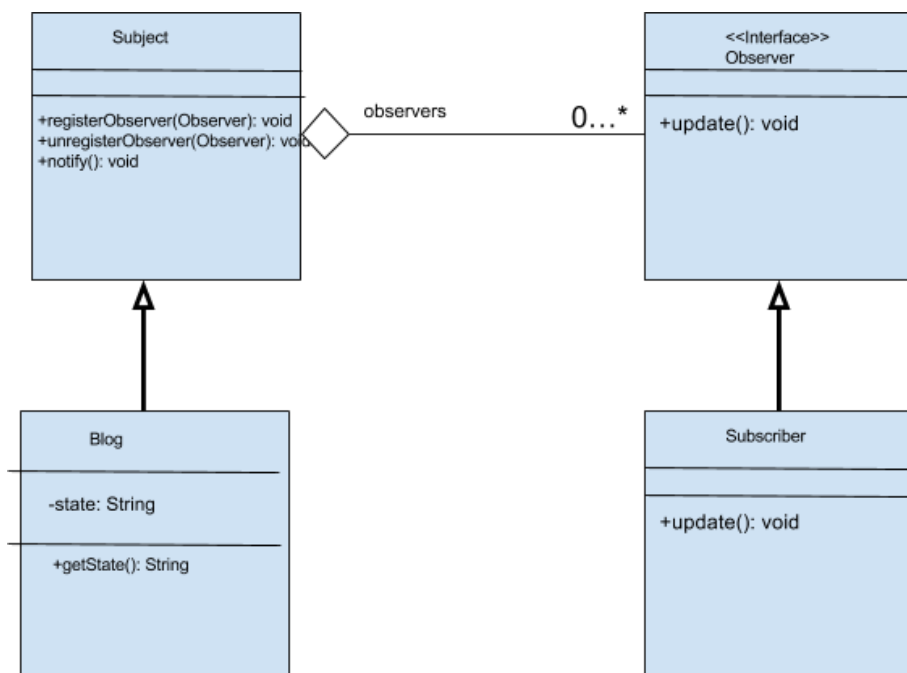 Subject
+registerObserver(Observer): void
+unregisterObserver(Observer): void
+notify(): void
observers
0...*
<<Interface>>
Observer
+update(): void
Blog
-state: String
+getState(): String
Subscriber
+update(): void